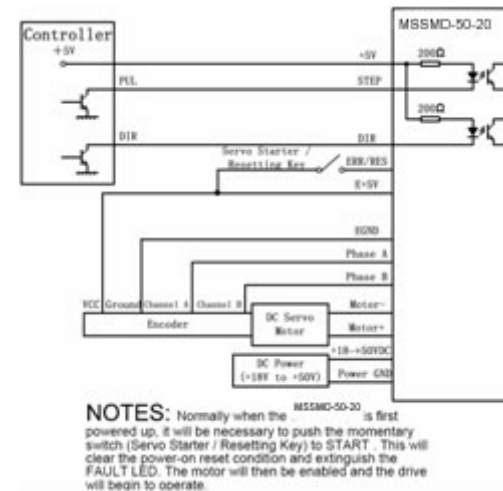 Controller
+5V
MSSMD-50-20
+5V
200Ω
PUL
STEP
200Ω
DIR
DIR
Servo Starter /
Resetting Key
ERR/RES
E+5V
EGND
Phase A
Phase B
VCC Ground Channel A Channel B
Encoder
DC Servo
Motor
Motor-
Motor+
DC Power
(+18V to +50V)
+18~+50VDC
Power GND
NOTES: Normally when the MSSMD-50-20 is first
powered up, it will be necessary to push the momentary
switch (Servo Starter / Resetting Key) to START . This will
clear the power-on reset condition and extinguish the
FAULT LED. The motor will then be enabled and the drive
will begin to operate.